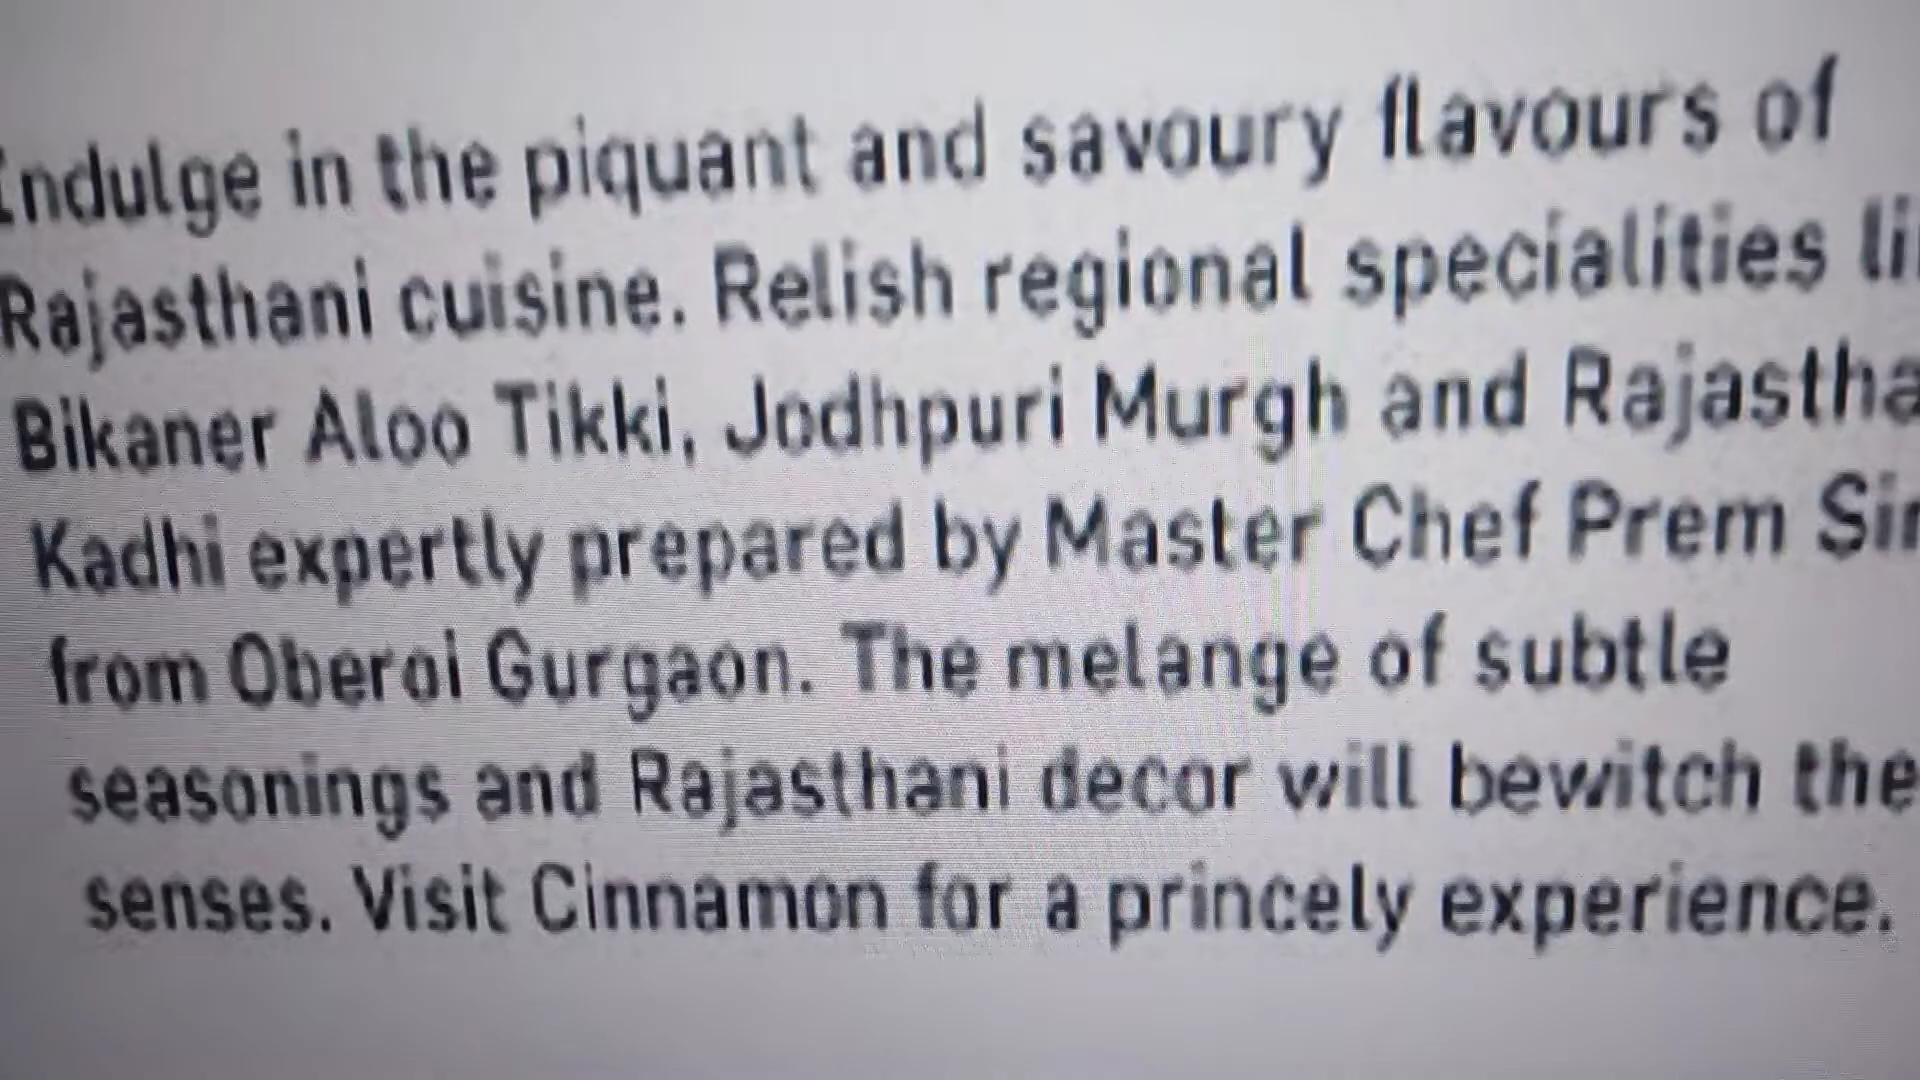 Indulge in the piquant and savoury flavours of
Rajasthani cuisine. Relish regional specialities
Bikaner Aloo Tikki, Jodhpuri Murgh and
Kadhi expertly prepared by Master Chef Prem
from Oberoi Gurgaon. The melange of subtle
seasonings and Rajasthani decor will bewitch the
senses. Visit Cinnamon for a princely experience.